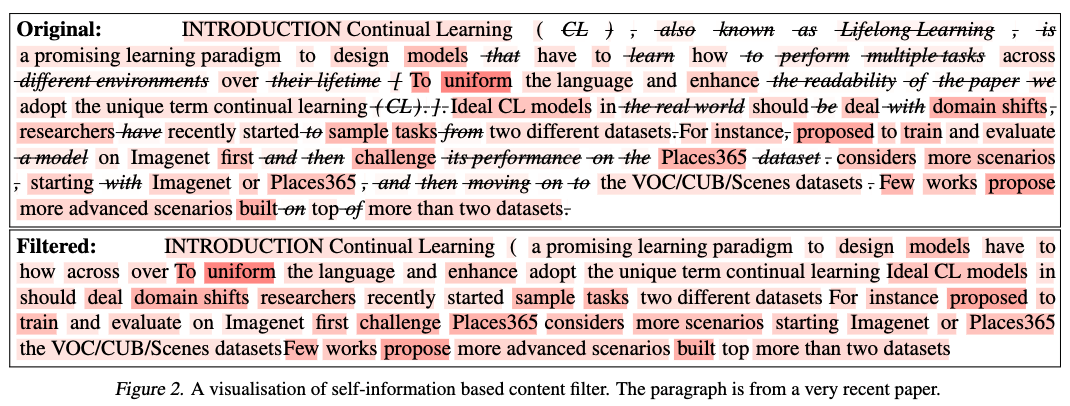 Original: INTRODUCTION Continual Learning ( CL ) , also known as Lifelong Learning , is
a promising learning paradigm to design models that have to learn how to perform multiple tasks across
different environments over their lifetime [ To uniform the language and enhance the readability of the paper we
adopt the unique term continual learning ( CL ) . ] . Ideal CL models in the real world should be deal with domain shifts ,
researchers have recently started to sample tasks from two different datasets . For instance , proposed to train and evaluate
a model on Imagenet first and then challenge its performance on the Places365 dataset . considers more scenarios
, starting with Imagenet or Places365 , and then moving on to the VOC/CUB/Scenes datasets . Few works propose
more advanced scenarios built on top of more than two datasets .
Filtered: INTRODUCTION Continual Learning ( a promising learning paradigm to design models have to
how across over To uniform the language and enhance adopt the unique term continual learning Ideal CL models in
should deal domain shifts researchers recently started sample tasks two different datasets For instance proposed to
train and evaluate on Imagenet first challenge Places365 considers more scenarios starting Imagenet or Places365
the VOC/CUB/Scenes datasets Few works propose more advanced scenarios built top more than two datasets
Figure 2. A visualisation of self-information based content filter. The paragraph is from a very recent paper.